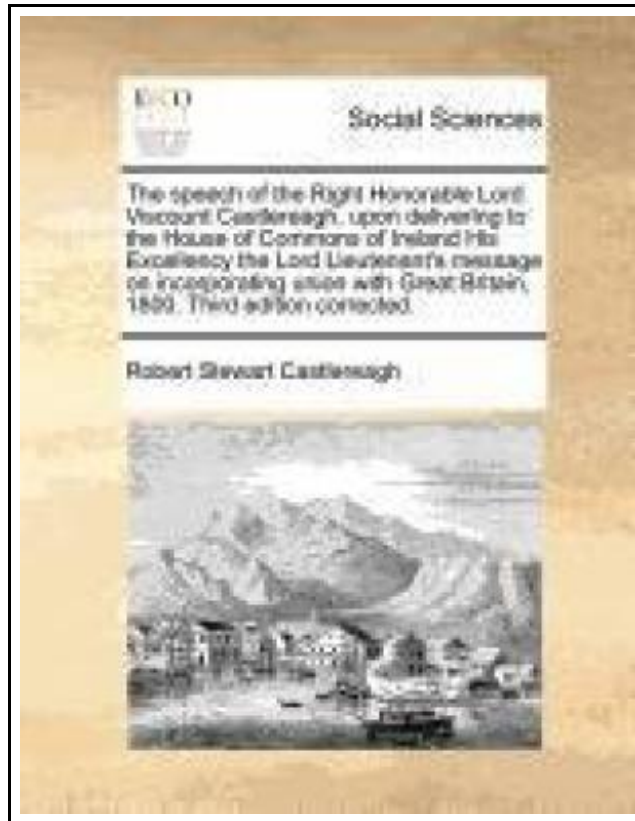 ECCO
Social Sciences
The speech of the Right Honorable Lord
Viscount Castlereagh, upon delivering to
the House of Commons of Ireland His
Excellency the Lord Lieutenant's message
on incorporating union with Great Britain,
1800. Third edition corrected.
Robert Stewart Castlereagh